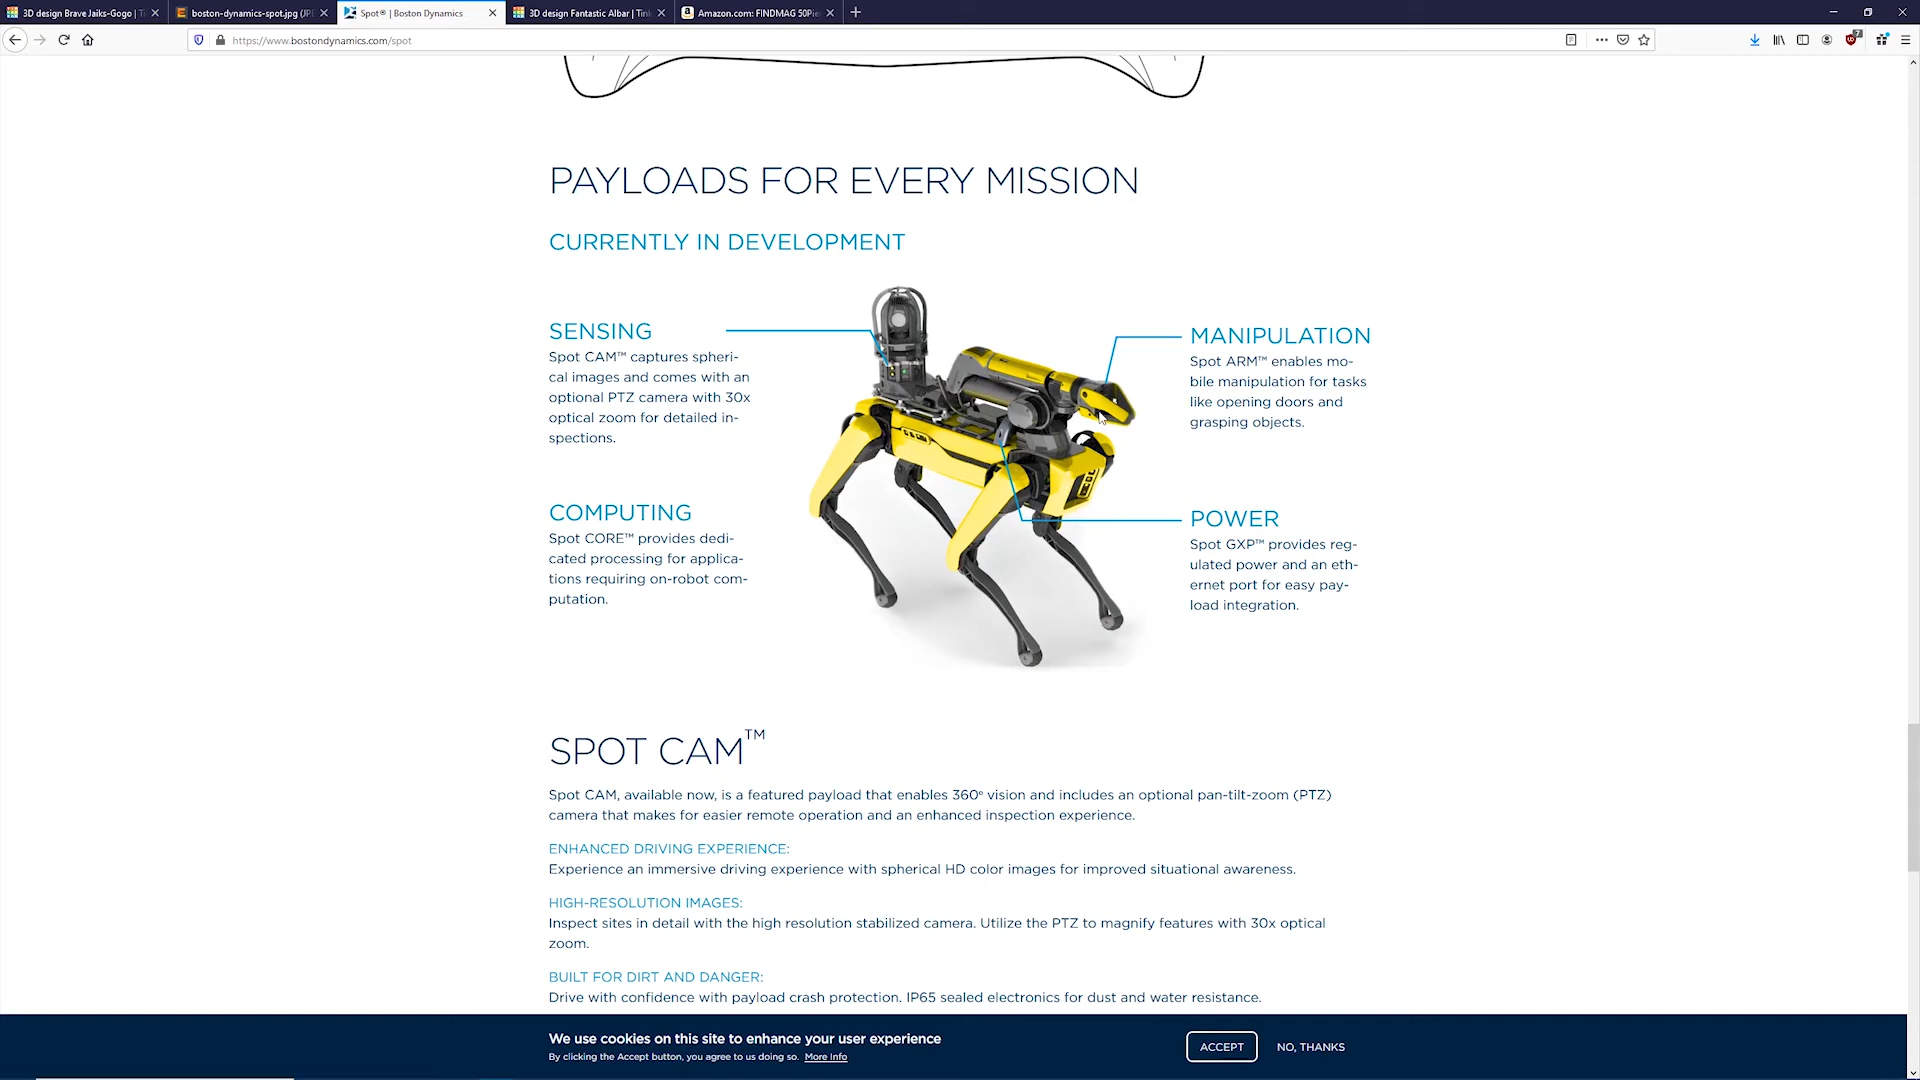 3D design Brave Jaiks-Gogo | Ti
boston-dynamics-spot.jpg (JPE
Spot® | Boston Dynamics
3D design Fantastic Albar | Tink
Amazon.com: FINDMAG 50Pie
https://www.bostondynamics.com/spot
PAYLOADS FOR EVERY MISSION
CURRENTLY IN DEVELOPMENT
SENSING
Spot CAM™ captures spheri-
cal images and comes with an
optional PTZ camera with 30x
optical zoom for detailed in-
spections.
MANIPULATION
Spot ARM™ enables mo-
bile manipulation for tasks
like opening doors and
grasping objects.
COMPUTING
Spot CORE™ provides dedi-
cated processing for applica-
tions requiring on-robot com-
putation.
POWER
Spot GXP™ provides reg-
ulated power and an eth-
ernet port for easy pay-
load integration.
SPOT CAM™
Spot CAM, available now, is a featured payload that enables 360° vision and includes an optional pan-tilt-zoom (PTZ)
camera that makes for easier remote operation and an enhanced inspection experience.
ENHANCED DRIVING EXPERIENCE:
Experience an immersive driving experience with spherical HD color images for improved situational awareness.
HIGH-RESOLUTION IMAGES:
Inspect sites in detail with the high resolution stabilized camera. Utilize the PTZ to magnify features with 30x optical
zoom.
BUILT FOR DIRT AND DANGER:
Drive with confidence with payload crash protection. IP65 sealed electronics for dust and water resistance.
We use cookies on this site to enhance your user experience
By clicking the Accept button, you agree to us doing so. More Info
ACCEPT
NO, THANKS